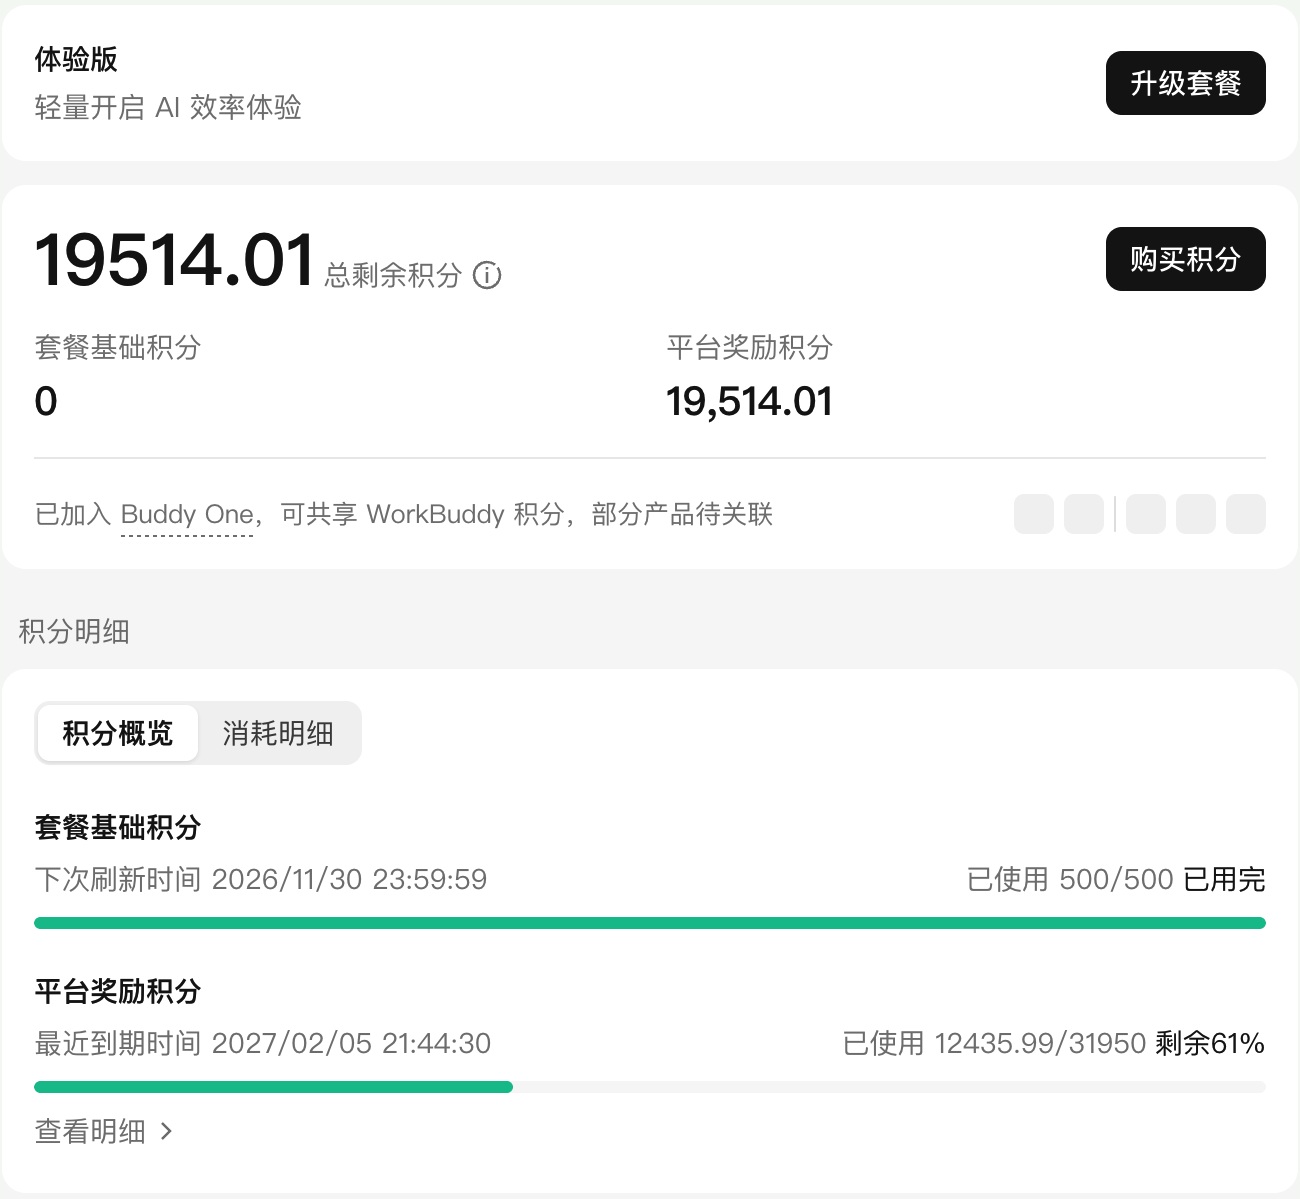 体验版
轻量开启 AI 效率体验
升级套餐
19514.01 总剩余积分
购买积分
套餐基础积分
0
平台奖励积分
19,514.01
已加入 Buddy One，可共享 WorkBuddy 积分，部分产品待关联
积分明细
积分概览
消耗明细
套餐基础积分
下次刷新时间 2026/11/30 23:59:59
已使用 500/500 已用完
平台奖励积分
最近到期时间 2027/02/05 21:44:30
已使用 12435.99/31950 剩余61%
查看明细